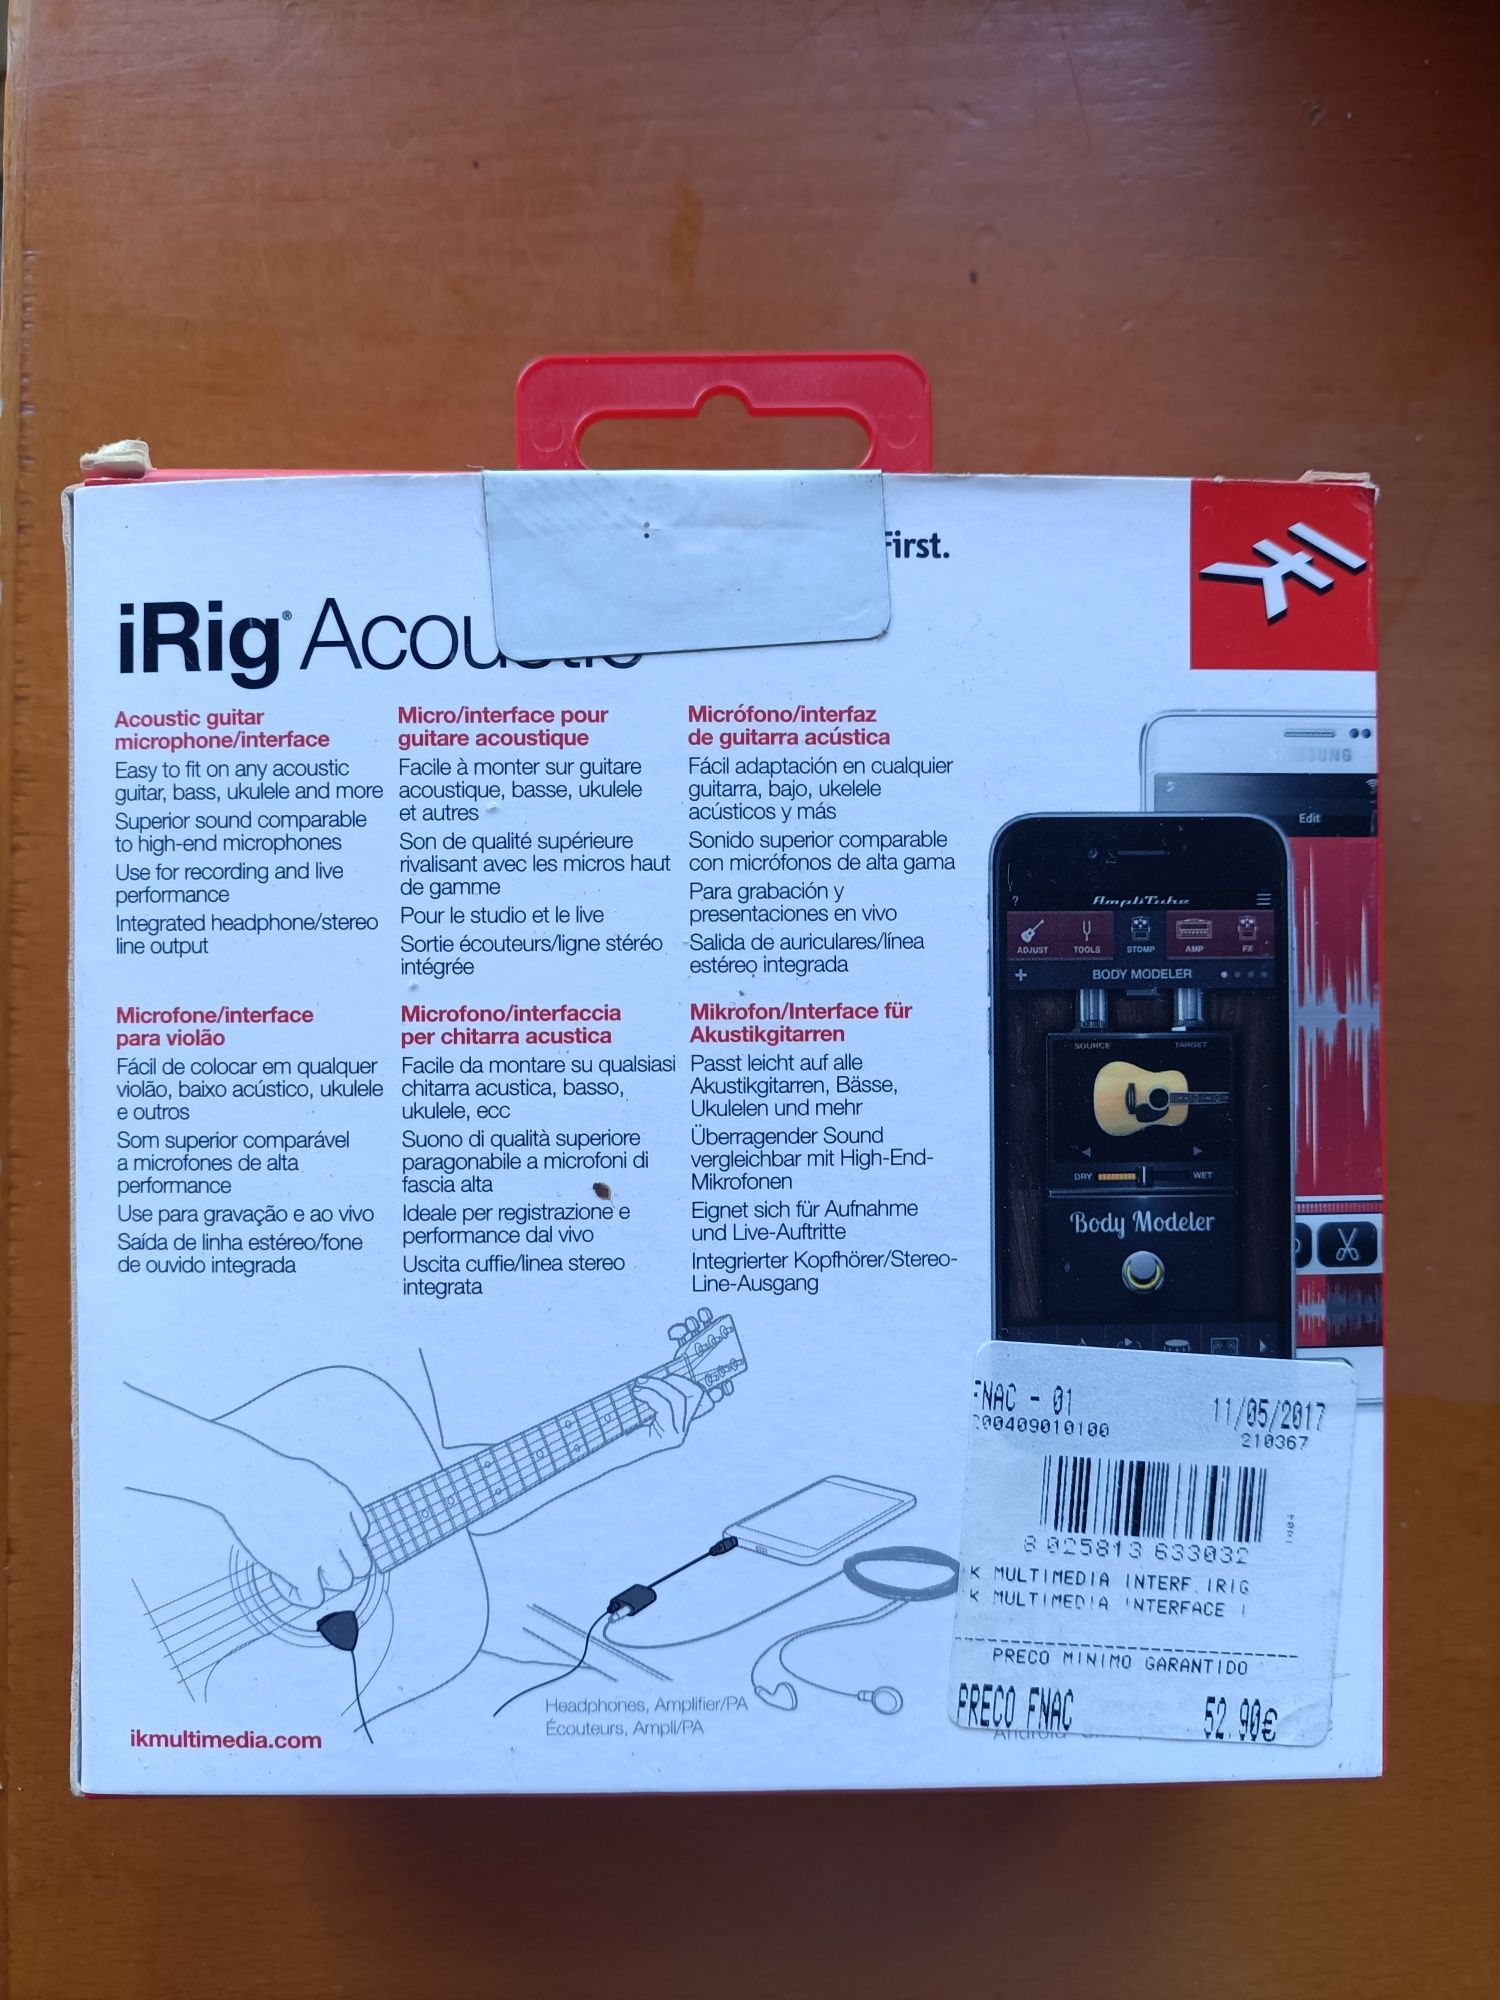 First.
iRig® Acoustic
Acoustic guitar
microphone/interface
Easy to fit on any acoustic
guitar, bass, ukulele and more
Superior sound comparable
to high-end microphones
Use for recording and live
performance
Integrated headphone/stereo
line output
Micro/interface pour
guitare acoustique
Facile à monter sur guitare
acoustique, basse, ukulele
et autres
Son de qualité supérieure
rivalisant avec les micros haut
de gamme
Pour le studio et le live
Sortie écouteurs/ligne stéréo
intégrée
Micrófono/interfaz
de guitarra acústica
Fácil adaptación en cualquier
guitarra, bajo, ukelele
acústicos y más
Sonido superior comparable
con micrófonos de alta gama
Para grabación y
presentaciones en vivo
Salida de auriculares/línea
estéreo integrada
Microfone/interface
para violão
Fácil de colocar em qualquer
violão, baixo acústico, ukulele
e outros
Som superior comparável
a microfones de alta
performance
Use para gravação e ao vivo
Saída de linha estéreo/fone
de ouvido integrada
Microfono/interfaccia
per chitarra acustica
Facile da montare su qualsiasi
chitarra acustica, basso,
ukulele, ecc
Suono di qualità superiore
paragonabile a microfoni di
fascia alta
Ideale per registrazione e
performance dal vivo
Uscita cuffie/linea stereo
integrata
Mikrofon/Interface für
Akustikgitarren
Passt leicht auf alle
Akustikgitarren, Bässe,
Ukulelen und mehr
Überragender Sound
vergleichbar mit High-End-
Mikrofonen
Eignet sich für Aufnahme
und Live-Auftritte
Integrierter Kopfhörer/Stereo-
Line-Ausgang
IK
SAMSUNG
Edit
?
AmpliTube
ADJUST TOOLS STOMP AMP FX
+ BODY MODELER
SOURCE TARGET
DRY WET
Body Modeler
Headphones, Amplifier/PA
Écouteurs, Ampli/PA
ikmultimedia.com
FNAC - 01 11/05/2017
200409010100 210367
8 025813 633032
K MULTIMEDIA INTERF.IRIG
K MULTIMEDIA INTERFACE I
PRECO MINIMO GARANTIDO
PRECO FNAC 52.90€
Android